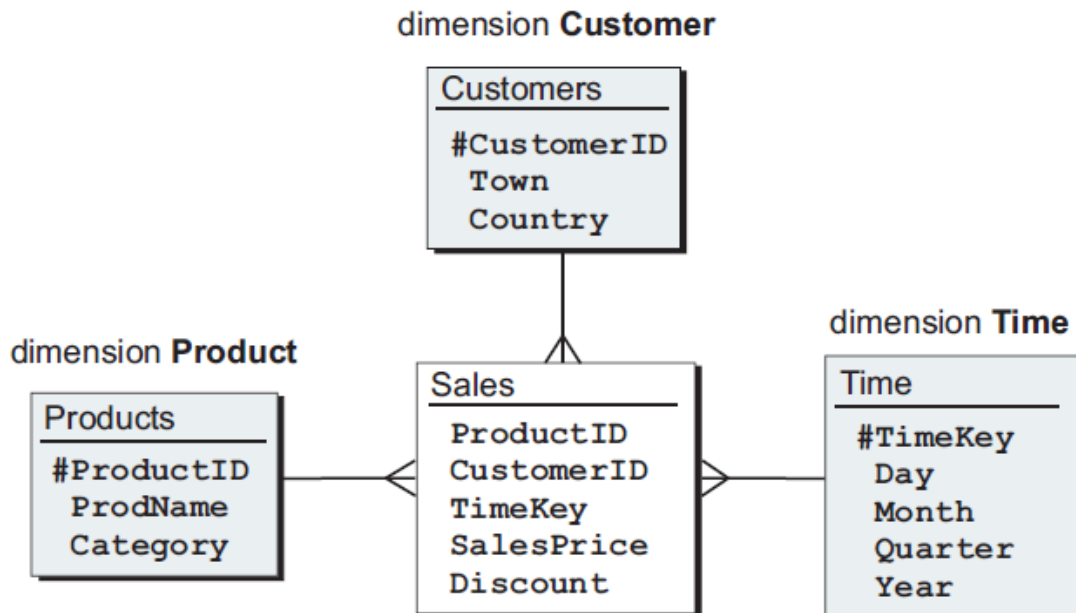 dimension Customer
Customers
#CustomerID
Town
Country
dimension Product
Products
#ProductID
ProdName
Category
Sales
ProductID
CustomerID
TimeKey
SalesPrice
Discount
dimension Time
Time
#TimeKey
Day
Month
Quarter
Year